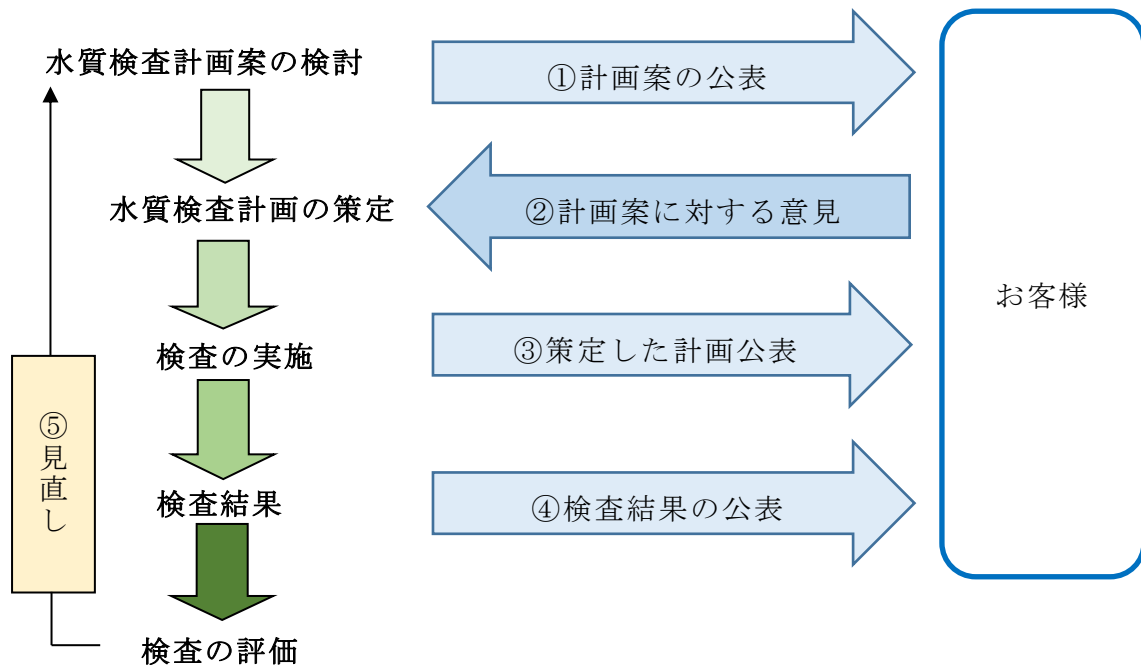 水質検査計画案の検討
①計画案の公表
水質検査計画の策定
②計画案に対する意見
お客様
検査の実施
③策定した計画公表
⑤見直し
検査結果
④検査結果の公表
検査の評価